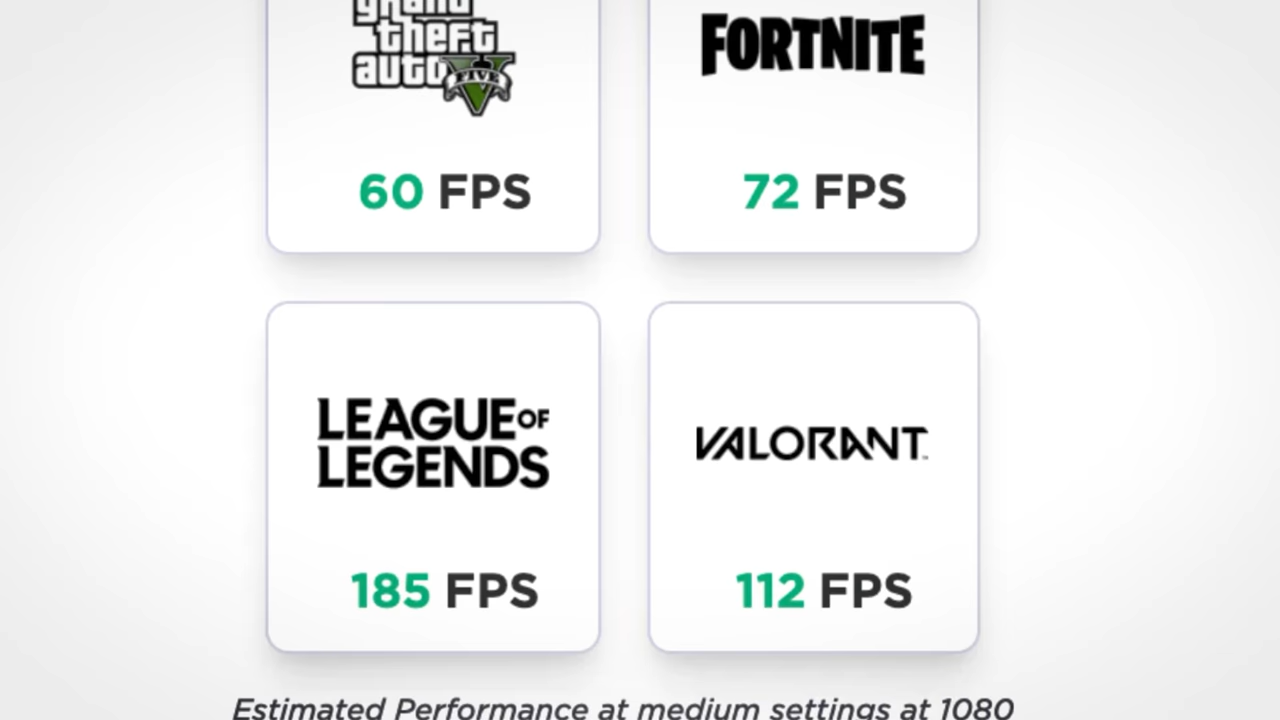 grand
theft
auto
FIVE
V
FORTNITE
60 FPS
72 FPS
LEAGUE OF
LEGENDS
VALORANT
185 FPS
112 FPS
Estimated Performance at medium settings at 1080